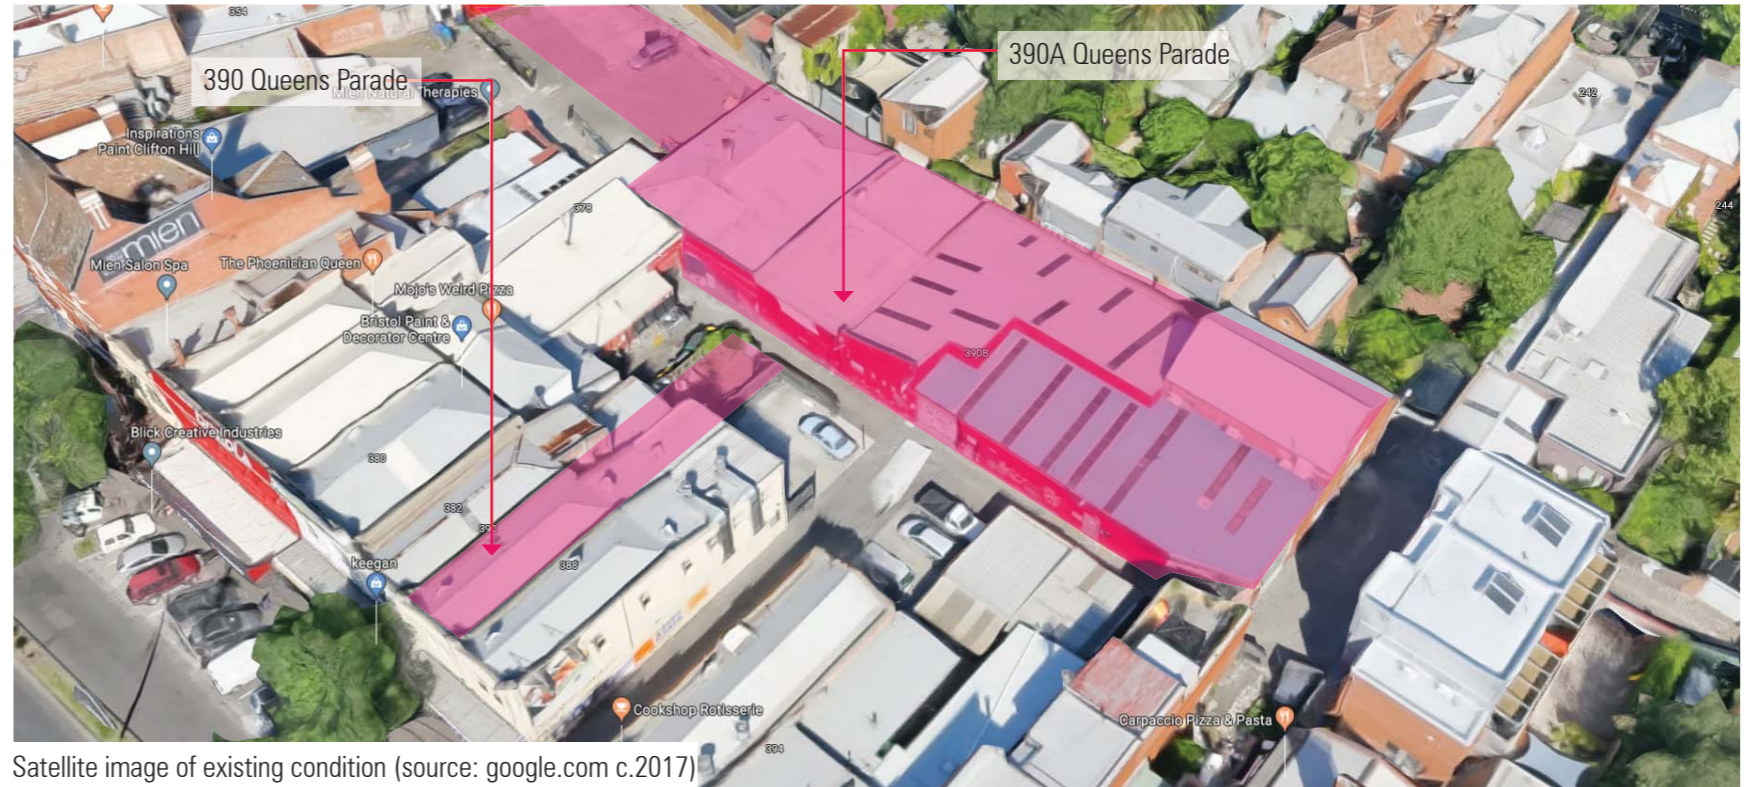 354
390A Queens Parade
390 Queens Parade
Mien Natural Therapies
242
Inspirations
Paint Clifton Hill
mien
378
244
Mien Salon Spa
The Phoenician Queen
Mojo's Weird Pizza
Bristol Paint &
Decorator Centre
390B
Blick Creative Industries
380
382
390
keegan
386
Cookshop Rotisserie
Carpaccio Pizza & Pasta
394
Satellite image of existing condition (source: google.com c.2017)